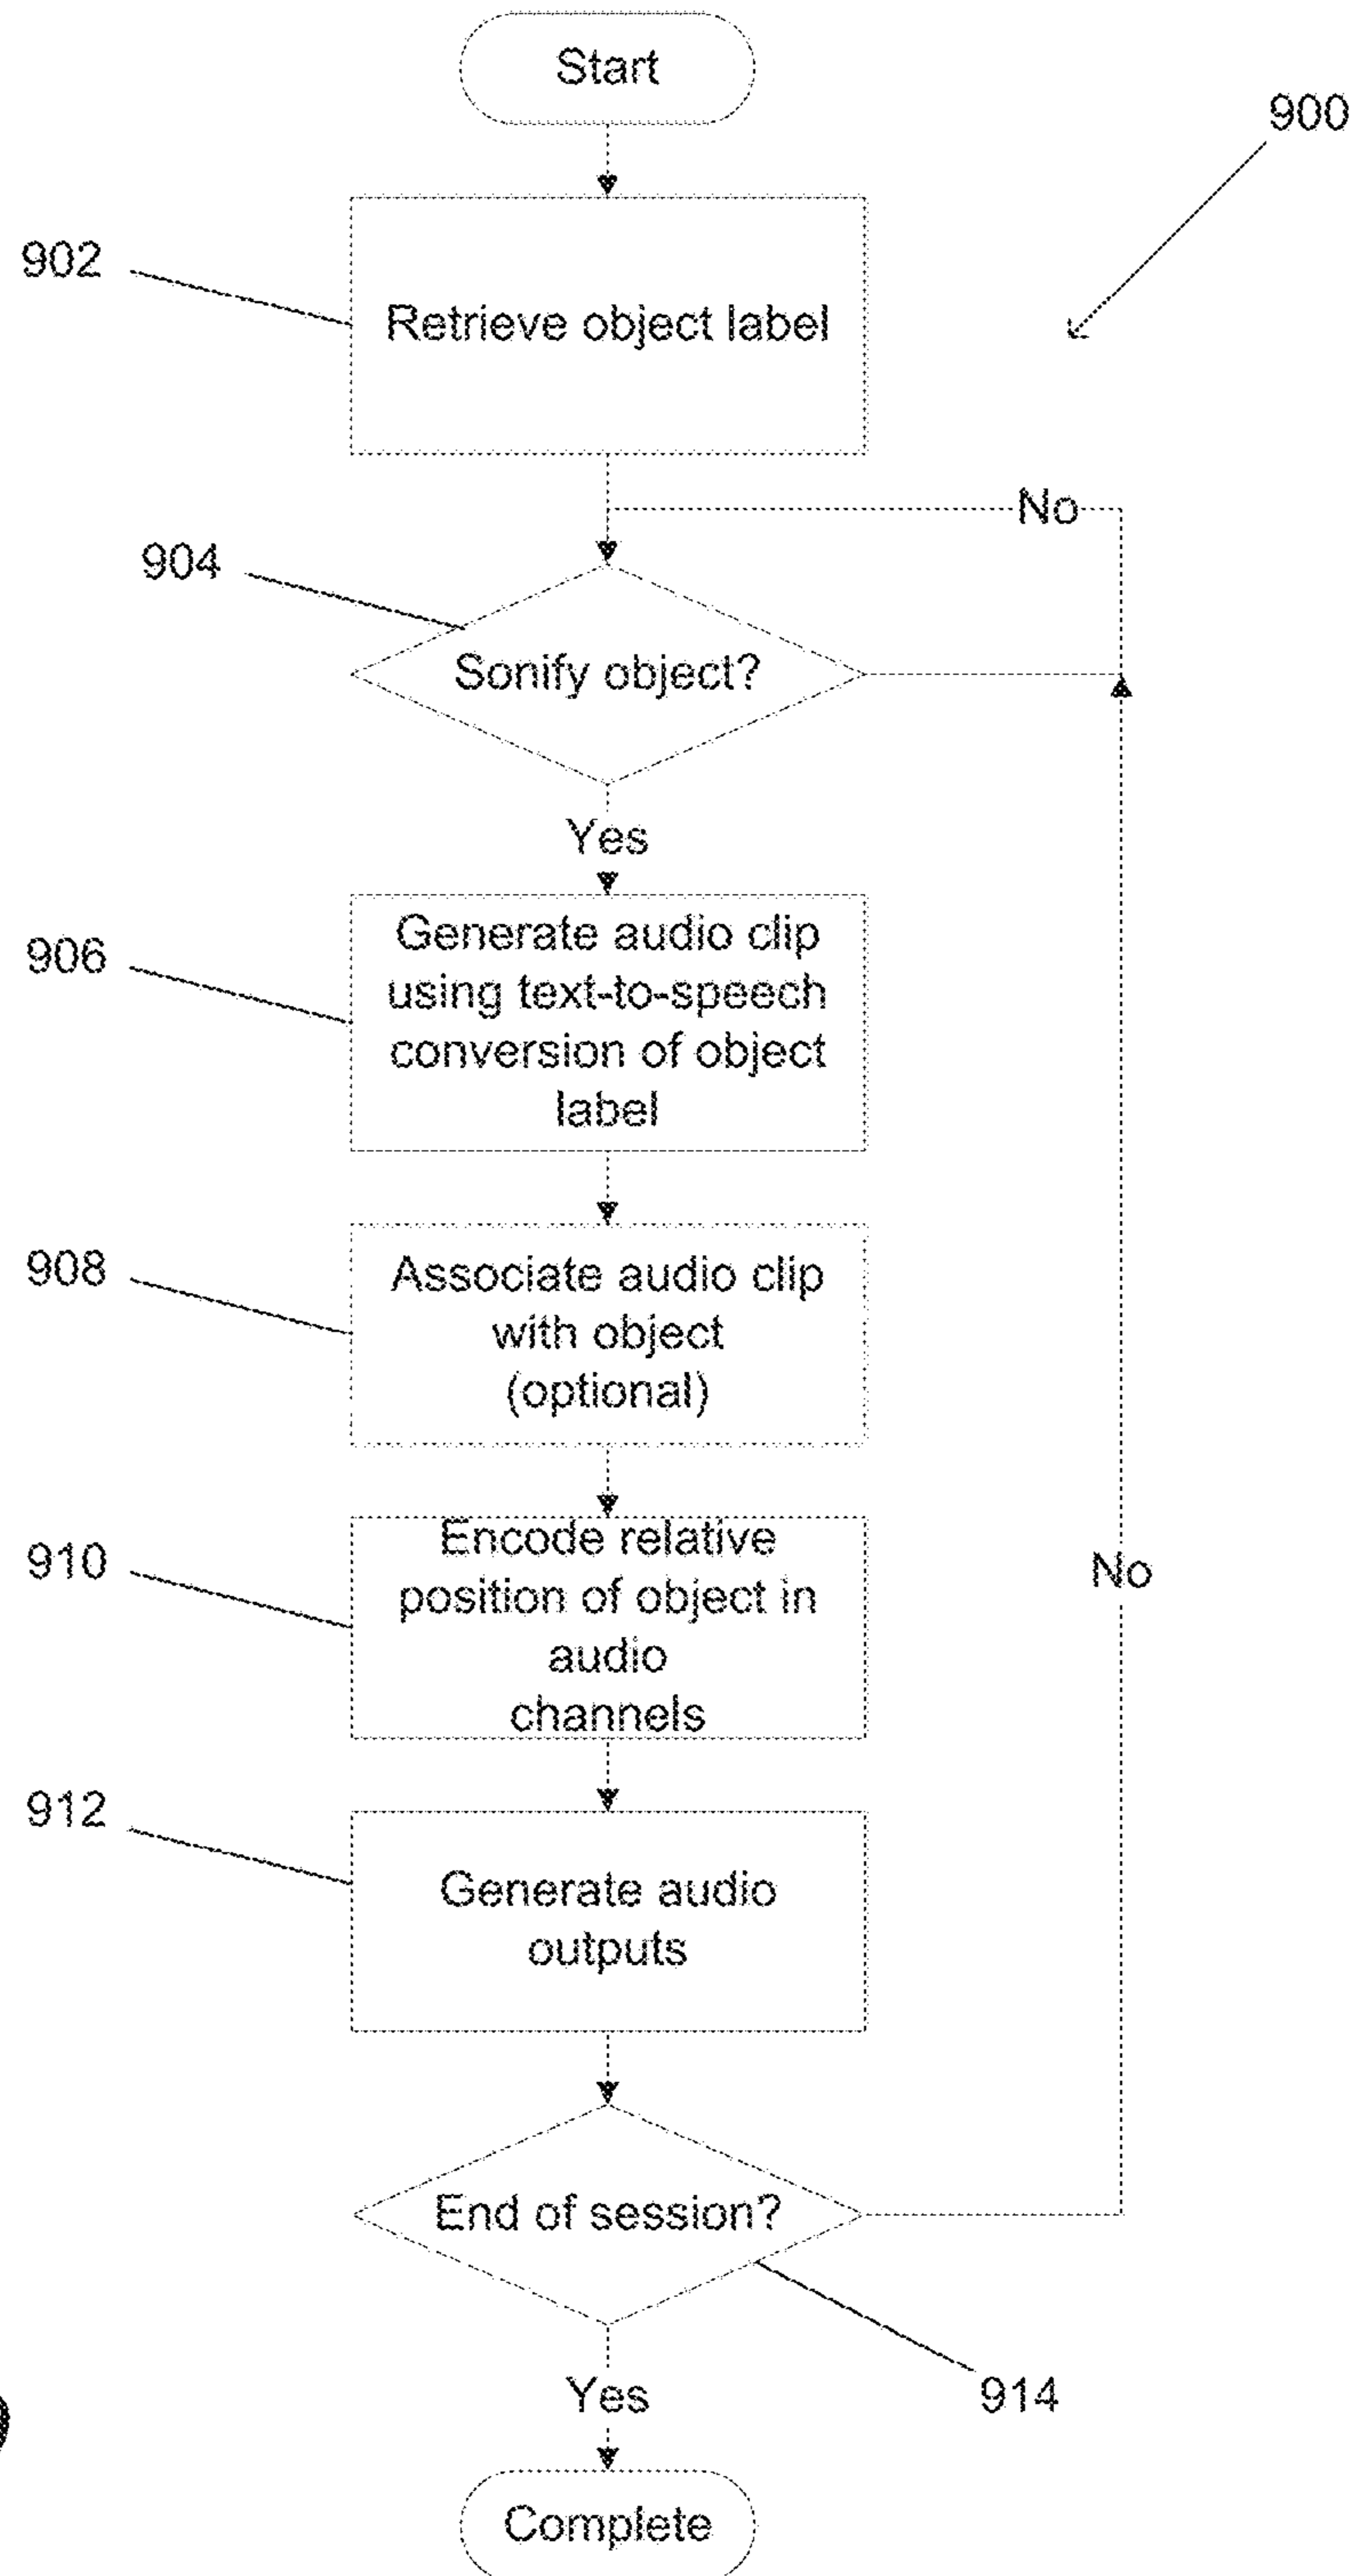 Start
900
902
Retrieve object label
No
904
Sonify object?
Yes
906
Generate audio clip
using text-to-speech
conversion of object
label
908
Associate audio clip
with object
(optional)
910
Encode relative
position of object in
audio
channels
No
912
Generate audio
outputs
End of session?
914
Yes
Complete